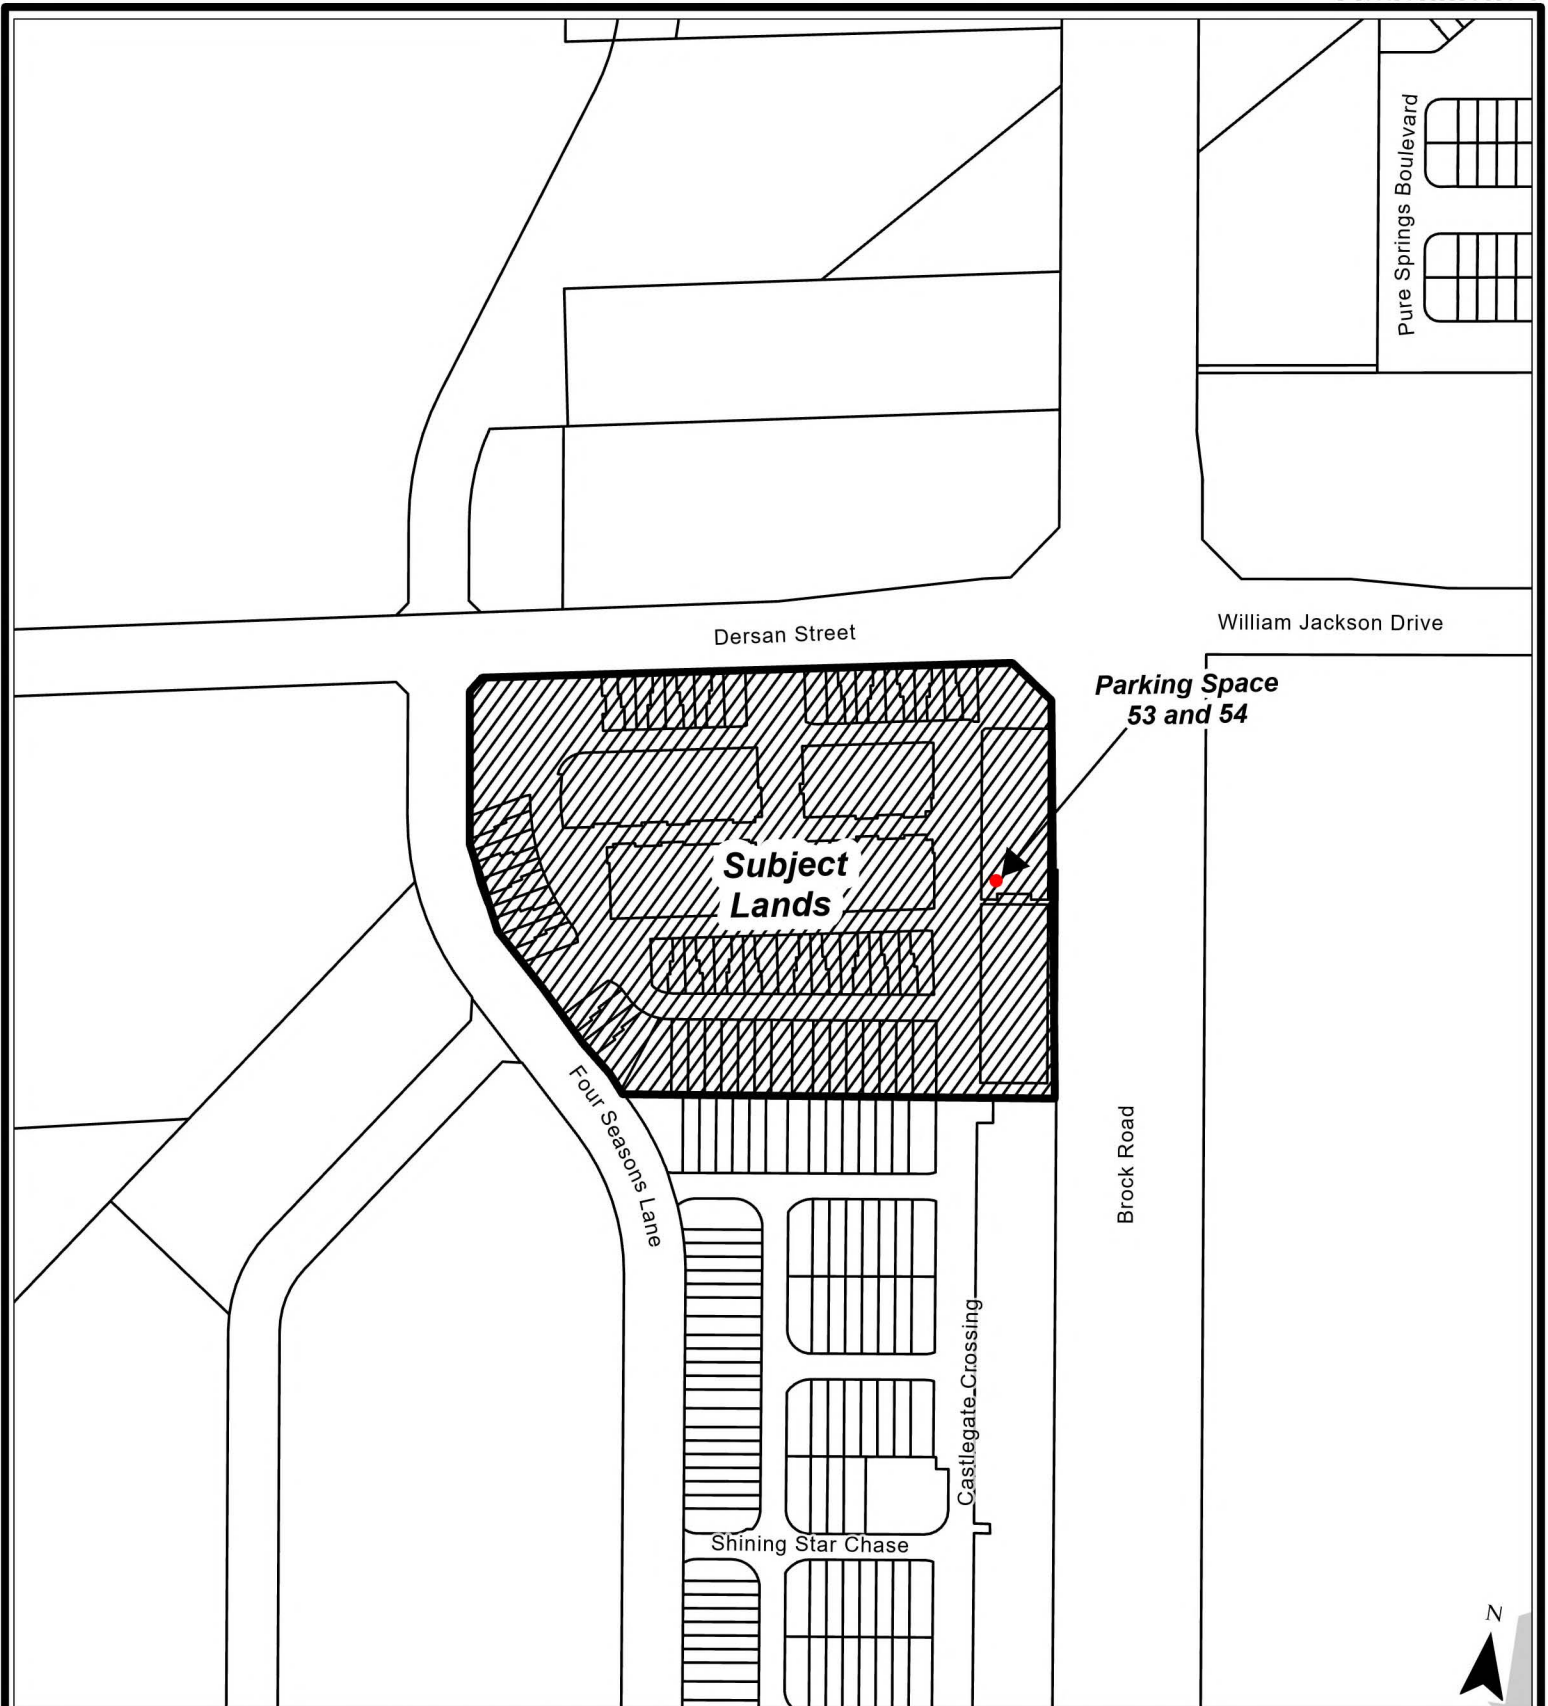 Pure Springs Boulevard
William Jackson Drive
Dersan Street
Parking Space
53 and 54
Subject
Lands
Four Seasons Lane
Brock Road
Castlegate Crossing
Shining Star Chase
N